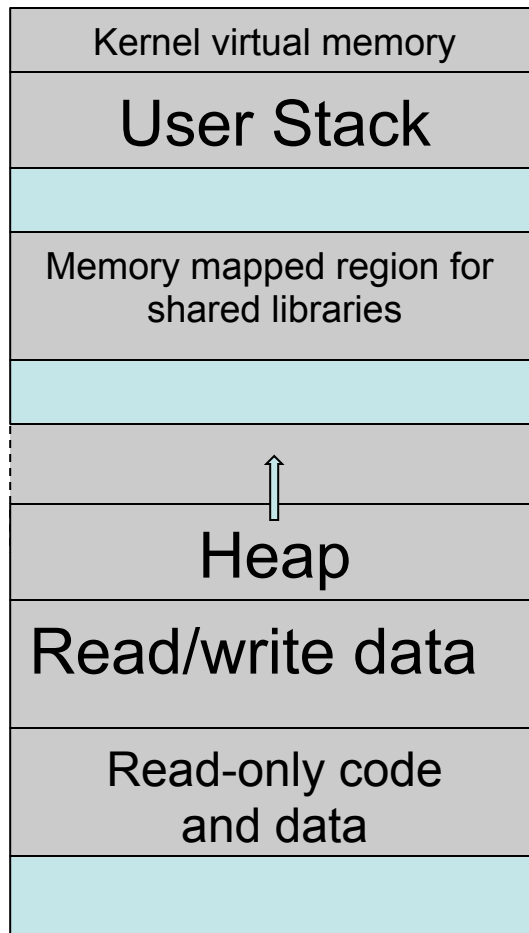 Kernel virtual memory
User Stack
Memory mapped region for
shared libraries
Heap
Read/write data
Read-only code
and data